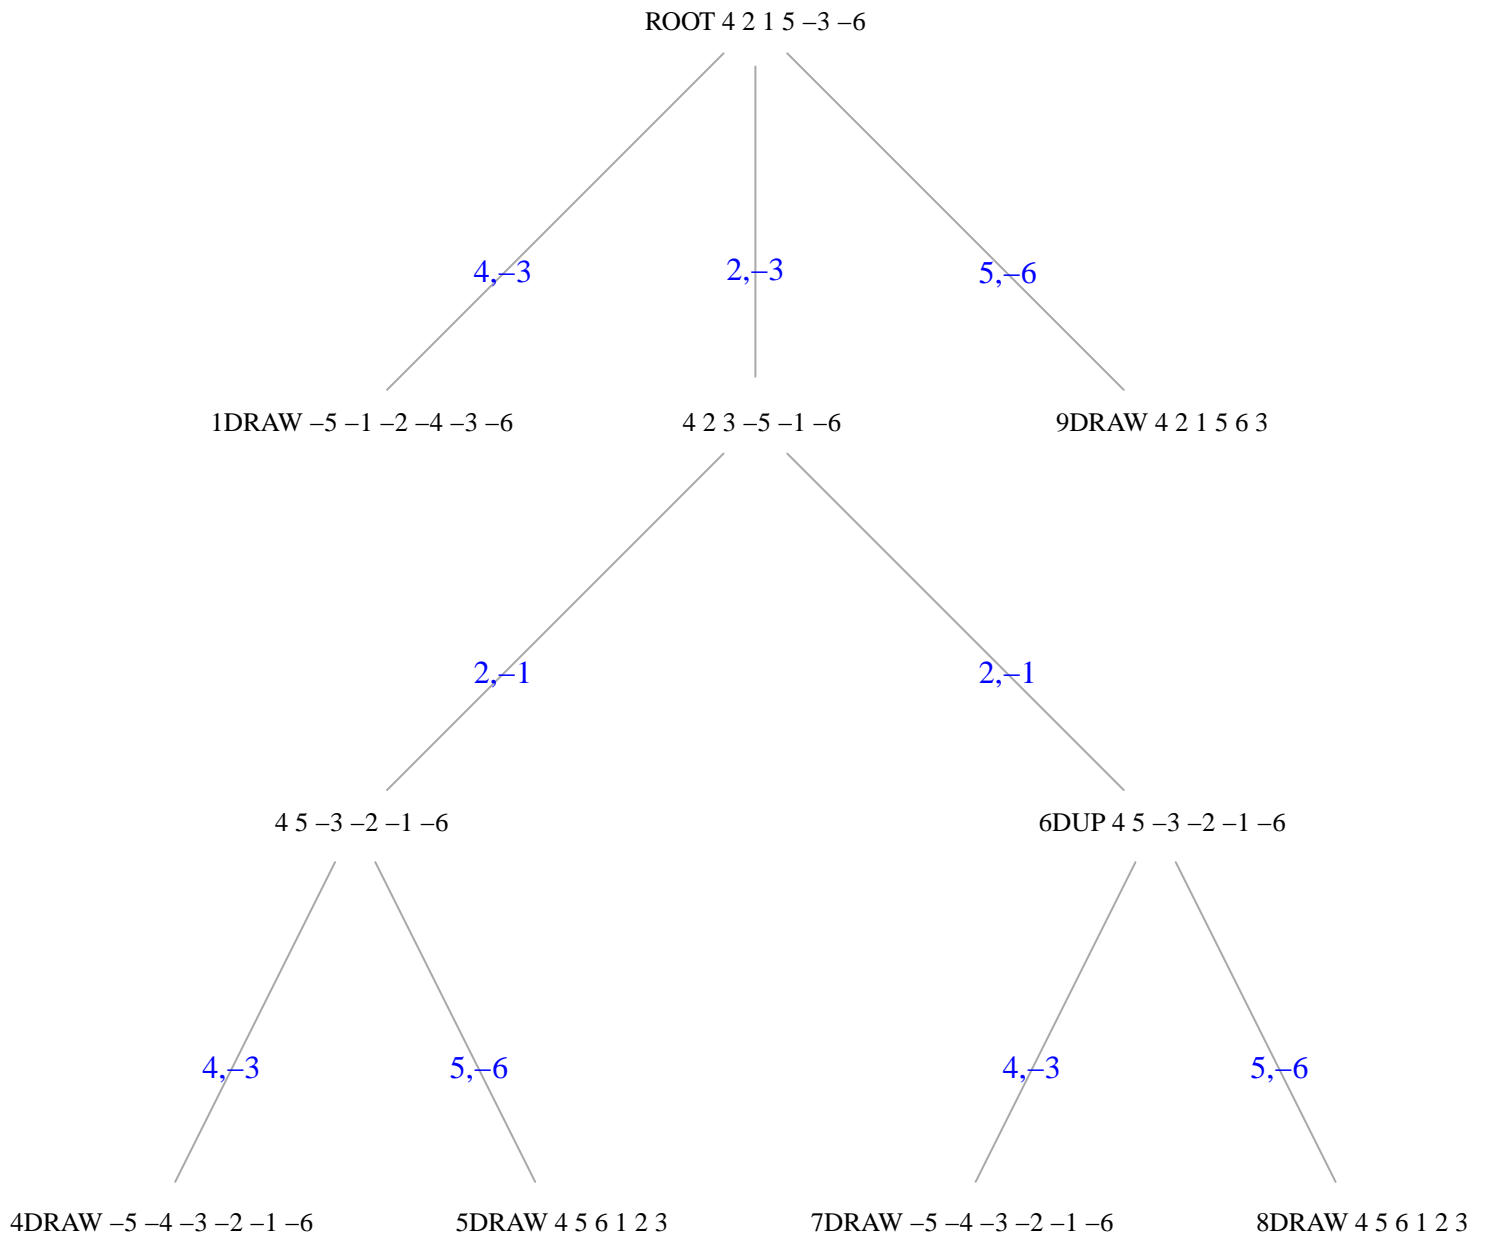 ROOT 4 2 1 5 –3 –6
4,–3
2,–3
5,–6
1DRAW –5 –1 –2 –4 –3 –6
4 2 3 –5 –1 –6
9DRAW 4 2 1 5 6 3
2,–1
2,–1
4 5 –3 –2 –1 –6
6DUP 4 5 –3 –2 –1 –6
4,–3
5,–6
4,–3
5,–6
4DRAW –5 –4 –3 –2 –1 –6
5DRAW 4 5 6 1 2 3
7DRAW –5 –4 –3 –2 –1 –6
8DRAW 4 5 6 1 2 3